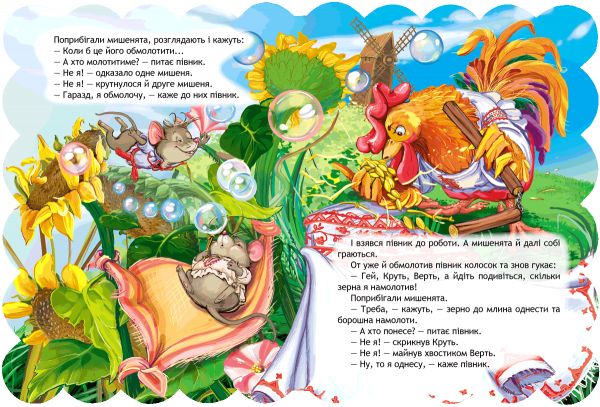 Поприбігали мишенята, розглядають і кажуть:
— Коли б це його обмолотити...
— А хто молотитиме? — питає півник.
— Не я! — одказало одне мишеня.
— Не я! — крутнулося й друге мишеня.
— Гаразд, я обмолочу, — каже до них півник.
І взявся півник до роботи. А мишенята й далі собі
граються.
От уже й обмолотив півник колосок та знов гукає:
— Гей, Круть, Верть, а йдіть подивіться, скільки
зерна я намолотив!
Поприбігали мишенята.
— Треба, — кажуть, — зерно до млина однести та
борошна намолоти.
— А хто понесе? — питає півник.
— Не я! — скрикнув Круть.
— Не я! — майнув хвостиком Верть.
— Ну, то я однесу, — каже півник.